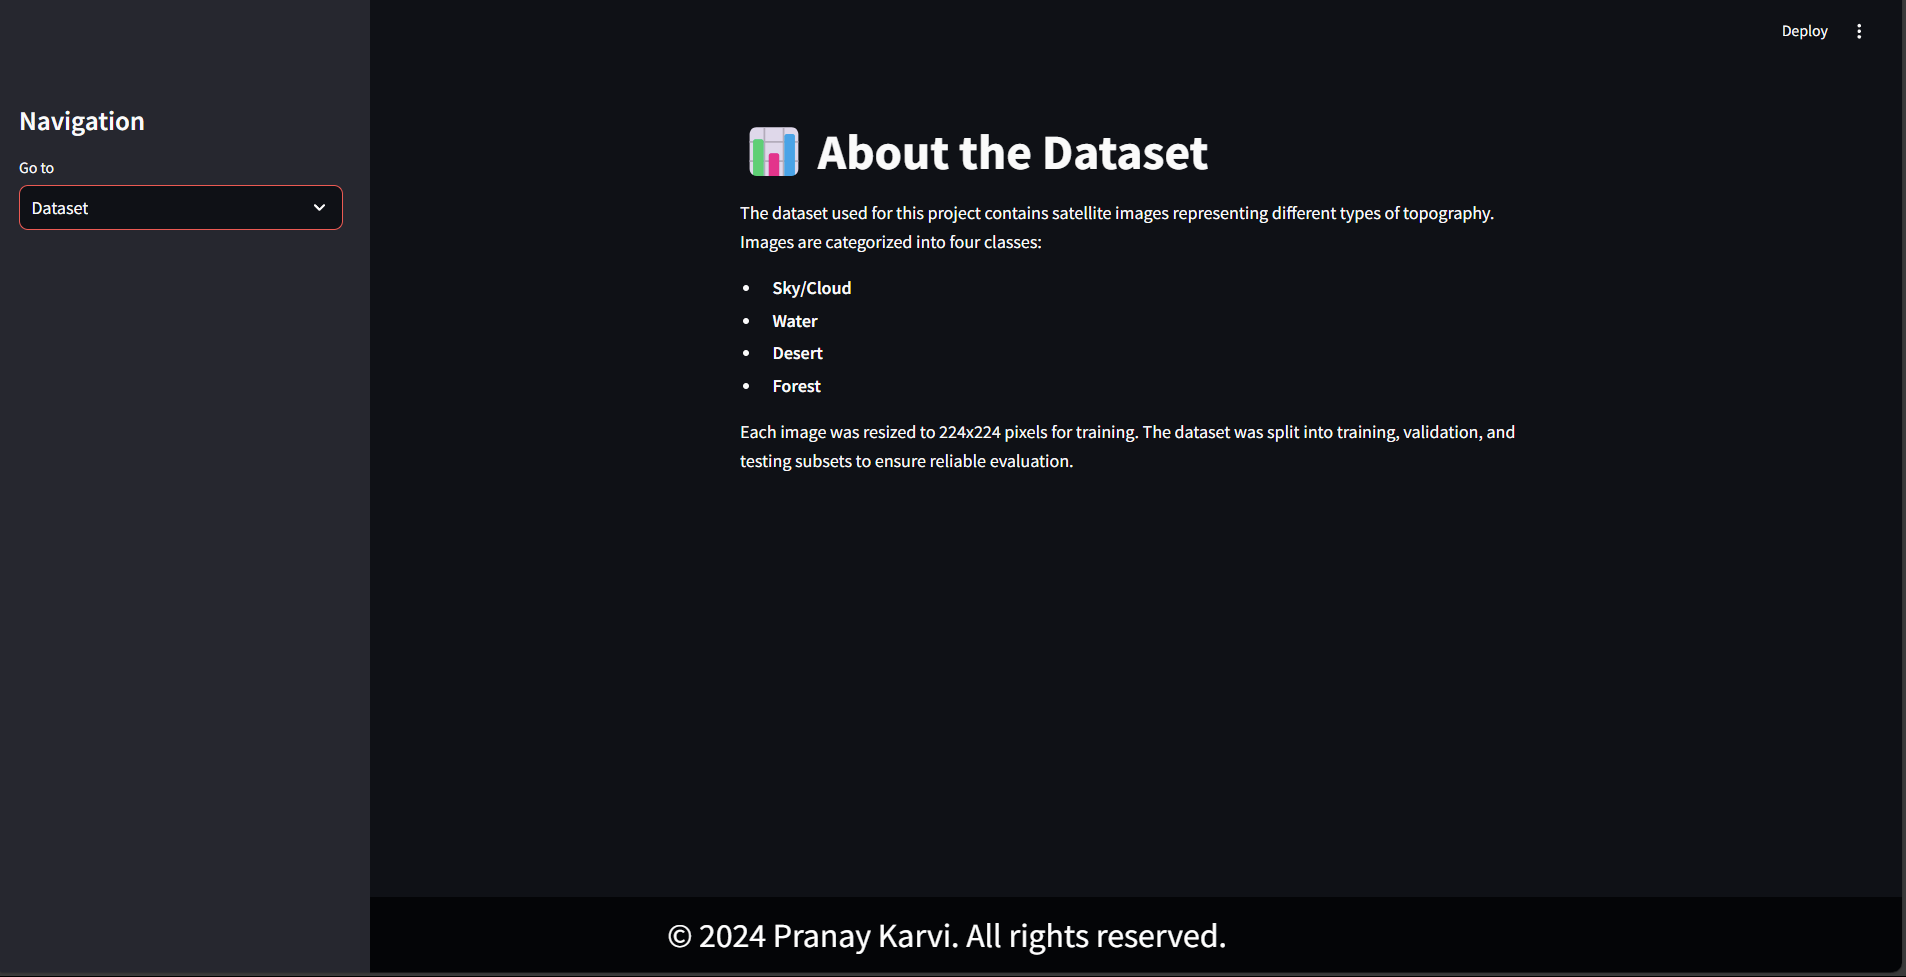 Deploy
Navigation
Go to
Dataset
About the Dataset
The dataset used for this project contains satellite images representing different types of topography.
Images are categorized into four classes:
• Sky/Cloud
• Water
• Desert
• Forest
Each image was resized to 224x224 pixels for training. The dataset was split into training, validation, and
testing subsets to ensure reliable evaluation.
© 2024 Pranay Karvi. All rights reserved.